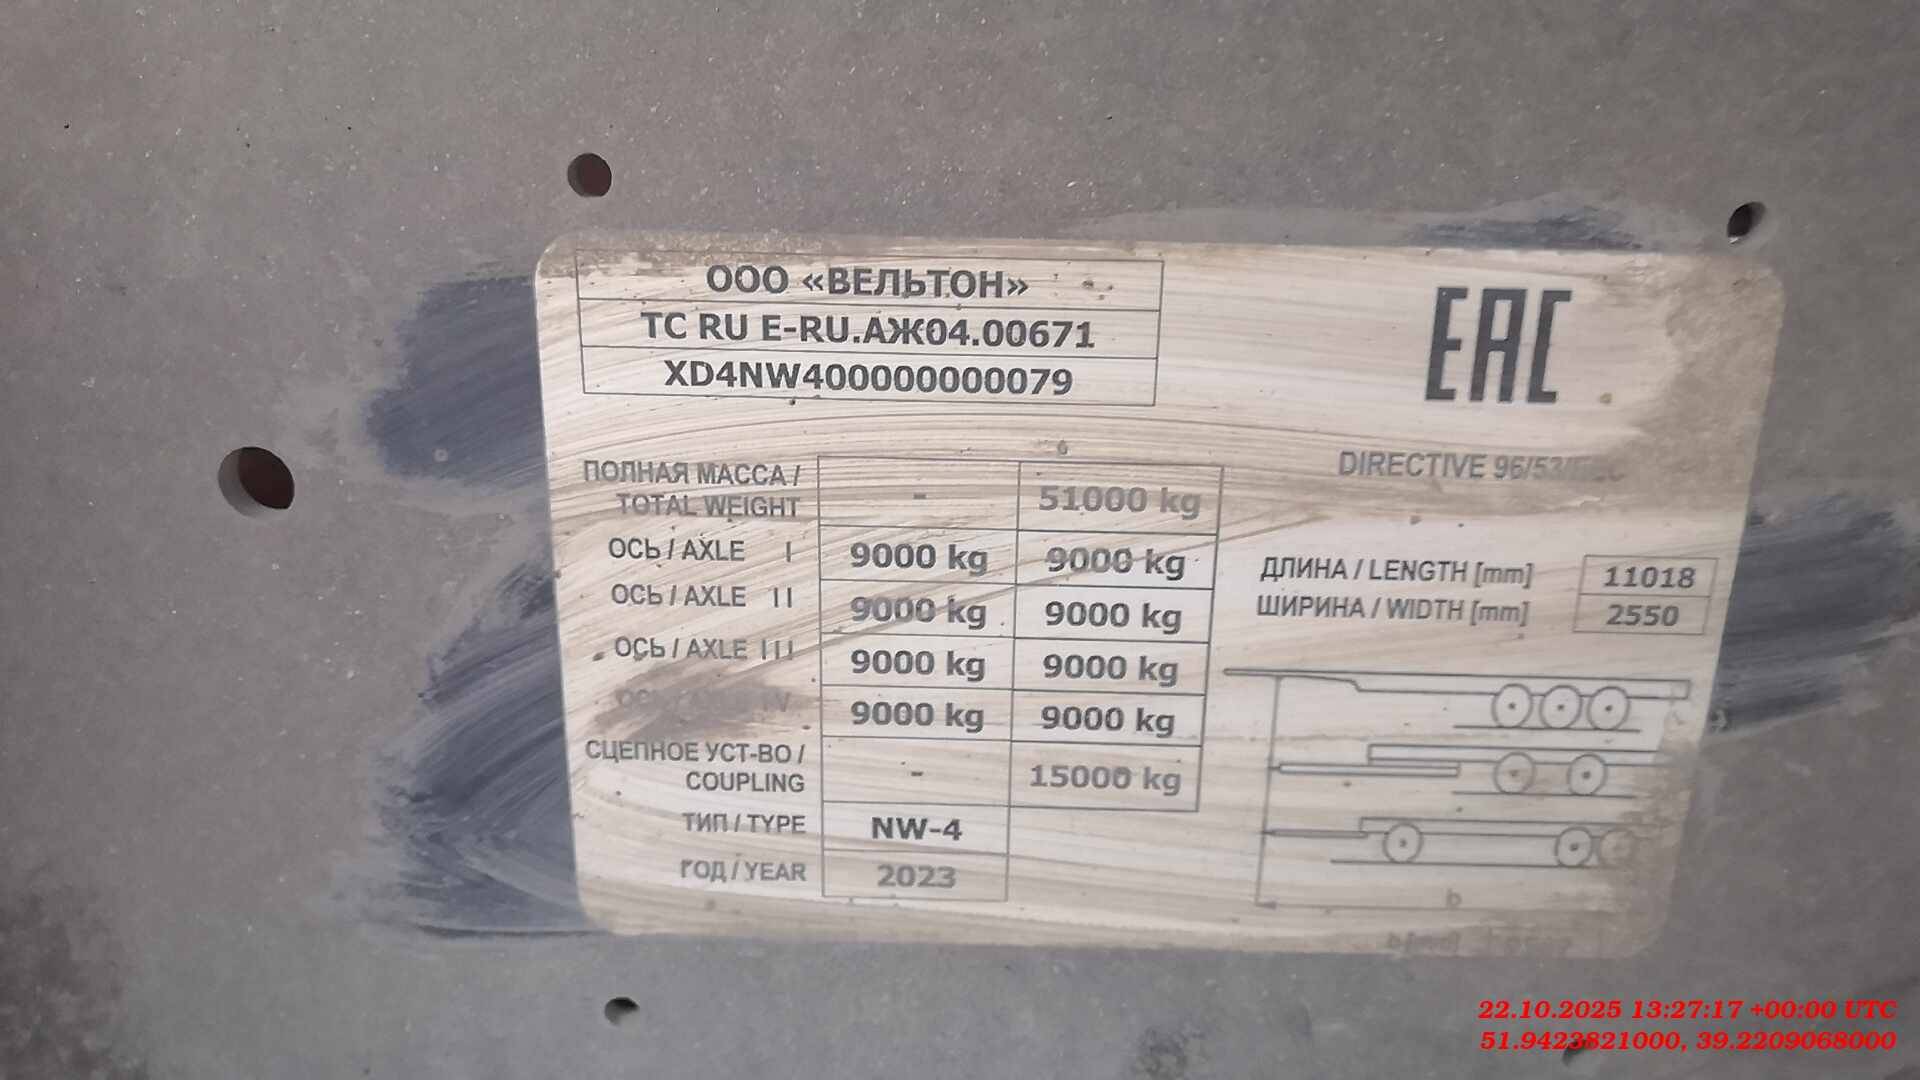 ООО «ВЕЛЬТОН»
ТС RU Е-RU.АЖ04.00671
XD4NW400000000079
EAC
DIRECTIVE 96/53/EEC
ПОЛНАЯ МАССА /
TOTAL WEIGHT - 51000 kg
ОСЬ / AXLE I 9000 kg 9000 kg
ОСЬ / AXLE II 9000 kg 9000 kg
ОСЬ / AXLE III 9000 kg 9000 kg
9000 kg 9000 kg
СЦЕПНОЕ УСТ-ВО /
COUPLING - 15000 kg
ТИП / TYPE NW-4
ГОД / YEAR 2023
ДЛИНА / LENGTH [mm] 11018
ШИРИНА / WIDTH [mm] 2550
b
22.10.2025 13:27:17 +00:00 UTC
51.9423821000, 39.2209068000